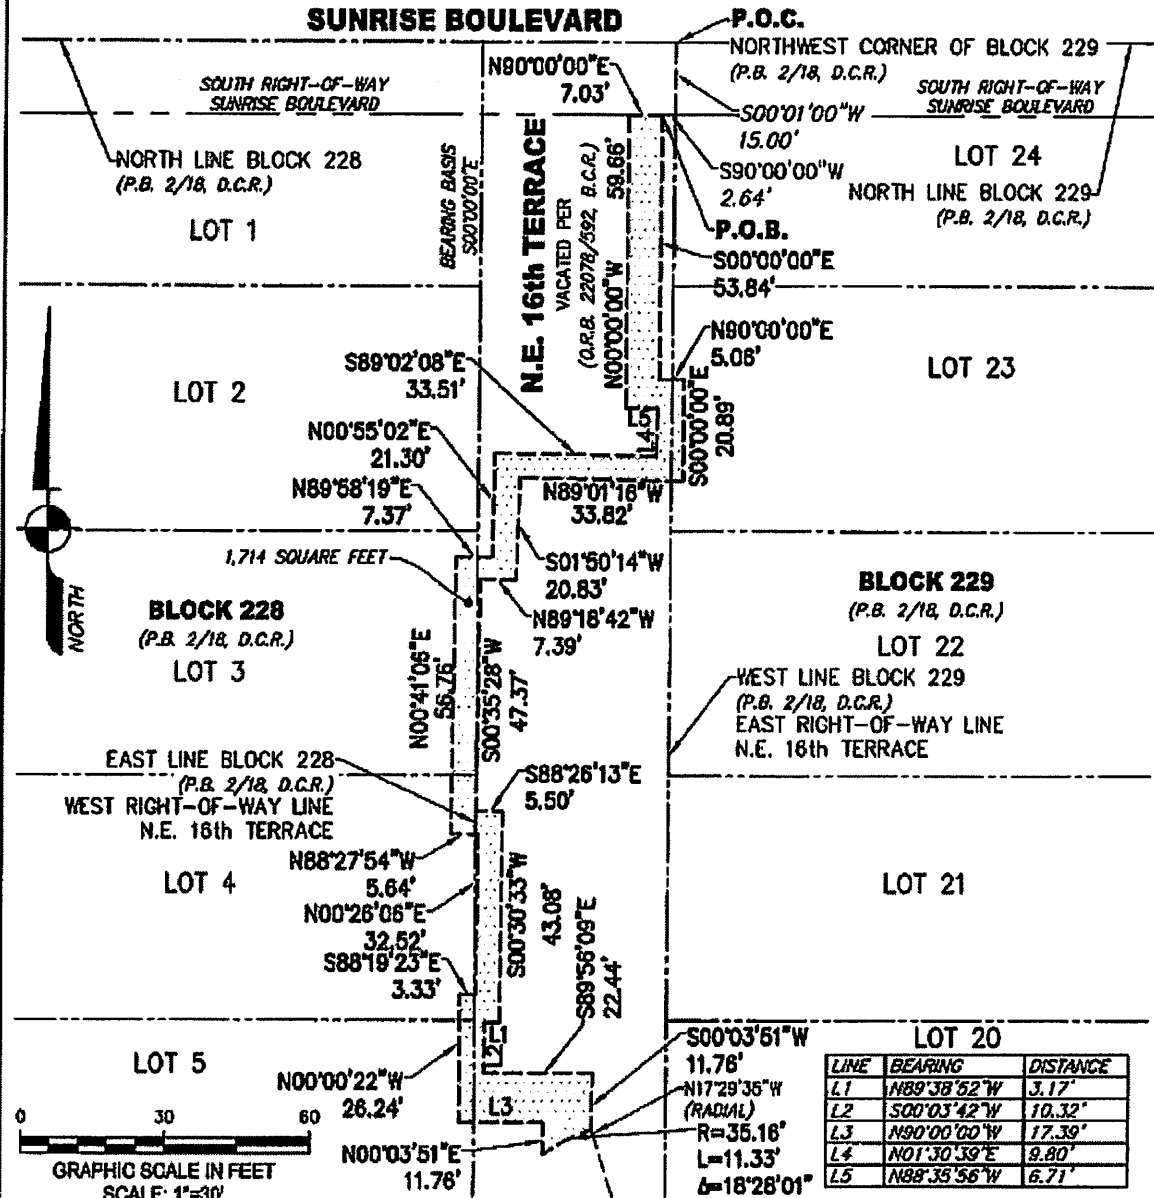 SUNRISE BOULEVARD
P.O.C.
NORTHWEST CORNER OF BLOCK 229
(P.B. 2/18, D.C.R.)
SOUTH RIGHT-OF-WAY
SUNRISE BOULEVARD
N90°00'00"E
7.03'
SOUTH RIGHT-OF-WAY
SUNRISE BOULEVARD
S00°01'00"W
15.00'
NORTH LINE BLOCK 228
(P.B. 2/18, D.C.R.)
LOT 1
BEARING BASIS
S00°00'00"E
N.E. 16th TERRACE
VACATED PER
(O.R.B. 22078/592, B.C.R.)
N00°00'00"W
59.66'
S90°00'00"W
2.64'
LOT 24
NORTH LINE BLOCK 229
(P.B. 2/18, D.C.R.)
P.O.B.
S00°00'00"E
53.84'
N90°00'00"E
5.06'
S89°02'08"E
33.51'
LOT 2
LOT 23
L5
L4
S00°00'00"E
20.89'
N00°55'02"E
21.30'
N89°58'19"E
7.37'
N89°01'16"W
33.82'
1,714 SQUARE FEET
S01°50'14"W
20.83'
N89°18'42"W
7.39'
NORTH
BLOCK 228
(P.B. 2/18, D.C.R.)
LOT 3
BLOCK 229
(P.B. 2/18, D.C.R.)
LOT 22
N00°41'06"E
56.76'
S00°35'28"W
47.37'
WEST LINE BLOCK 229
(P.B. 2/18, D.C.R.)
EAST RIGHT-OF-WAY LINE
N.E. 16th TERRACE
EAST LINE BLOCK 228
(P.B. 2/18, D.C.R.)
WEST RIGHT-OF-WAY LINE
N.E. 16th TERRACE
S88°26'13"E
5.50'
N88°27'54"W
5.64'
LOT 4
LOT 21
N00°26'06"E
32.52'
S00°30'33"W
43.08'
S89°56'09"E
22.44'
S88°19'23"E
3.33'
L1
L2
LOT 5
LOT 20
S00°03'51"W
11.76'
N00°00'22"W
26.24'
L3
N17°29'35"W
(RADIAL)
R=35.16'
L=11.33'
Δ=18°28'01"
N00°03'51"E
11.76'
0 30 60
GRAPHIC SCALE IN FEET
SCALE: 1"=30'
LINE BEARING DISTANCE
L1 N89°38'52"W 3.17'
L2 S00°03'42"W 10.32'
L3 N90°00'00"W 17.39'
L4 N01°30'39"E 9.80'
L5 N88°35'56"W 6.71'